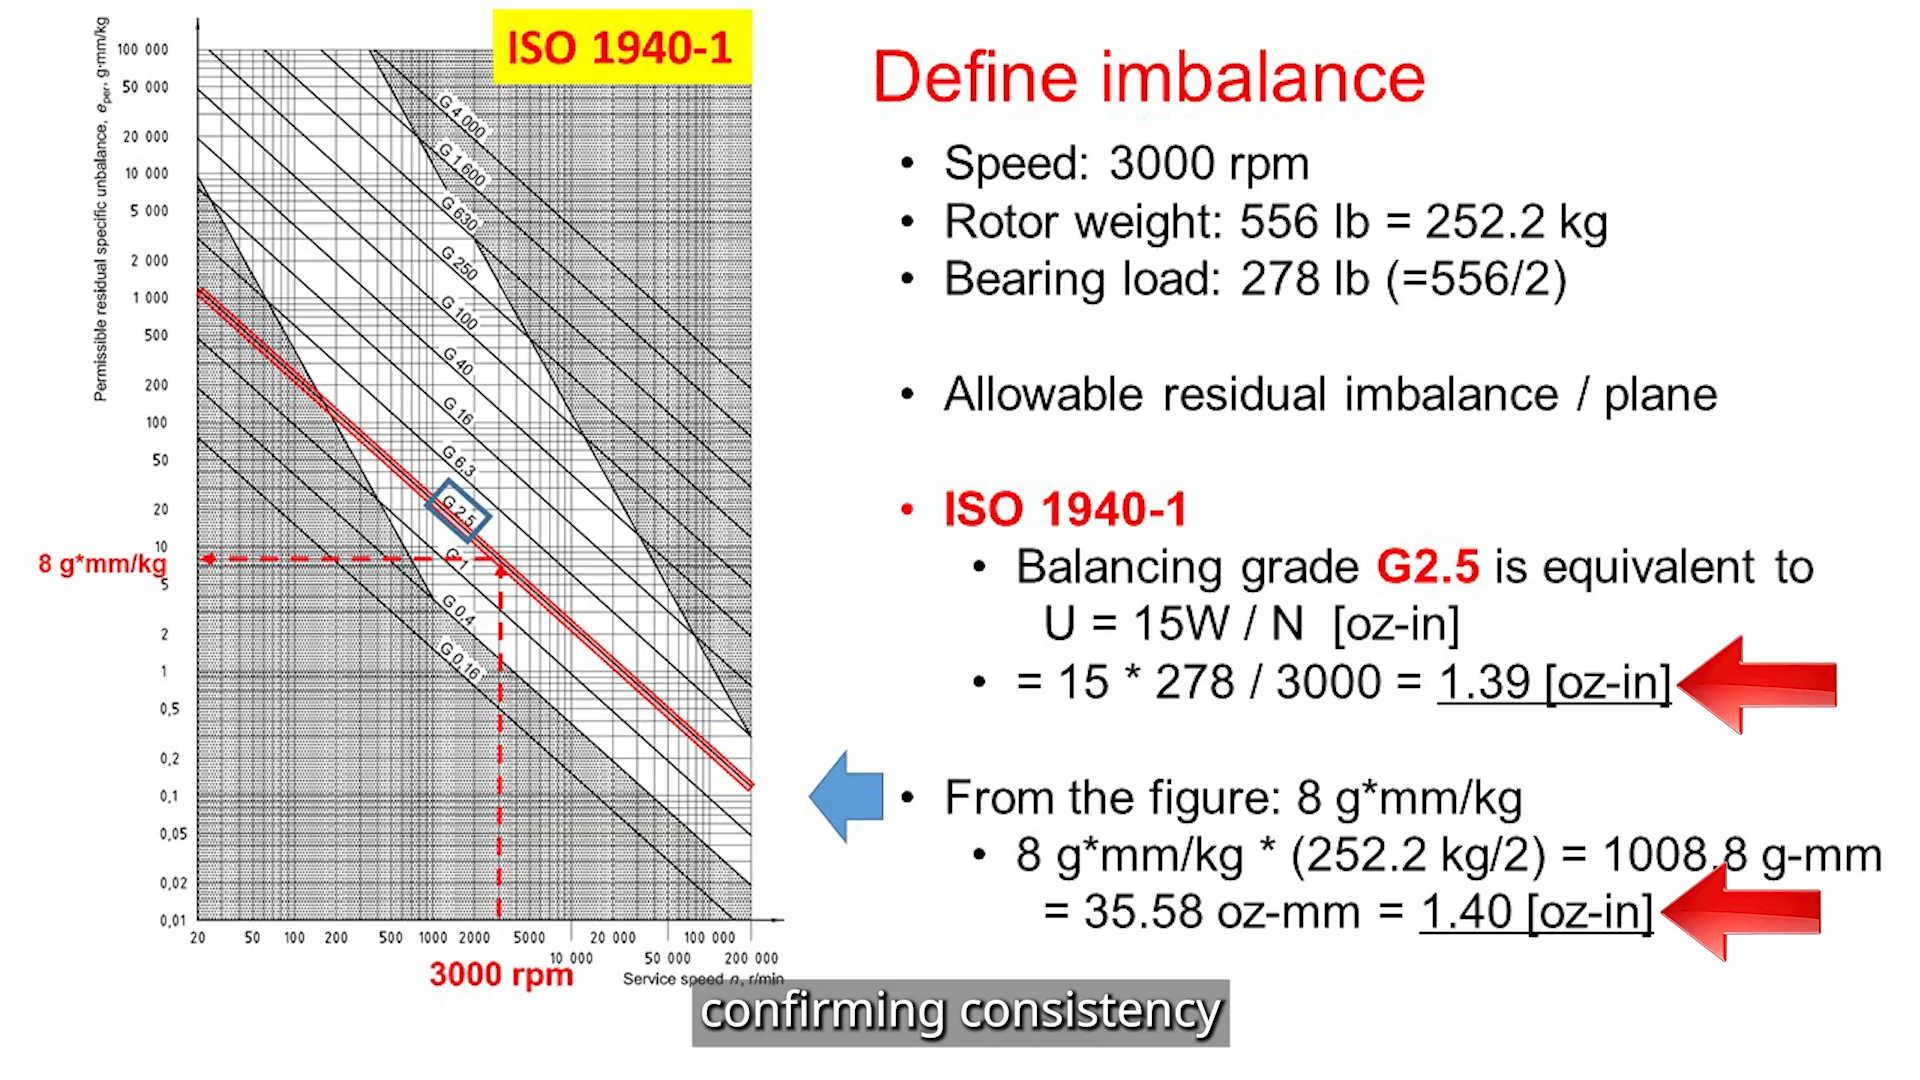 ISO 1940-1
Permissible residual specific unbalance, e per, g·mm/kg
100 000
50 000
20 000
10 000
5 000
2 000
1 000
500
200
100
50
20
10
5
2
1
0,5
0,2
0,1
0,05
0,02
0,01
G 4 000
G 1 600
G 630
G 250
G 100
G 40
G 16
G 6,3
G 2,5
G 1
G 0,4
G 0,16
8 g*mm/kg
20 50 100 200 500 1000 2000 5000 10 000 20 000 50 000 100 000 200 000
3000 rpm
Service speed n, r/min
Define imbalance
• Speed: 3000 rpm
• Rotor weight: 556 lb = 252.2 kg
• Bearing load: 278 lb (=556/2)
• Allowable residual imbalance / plane
• ISO 1940-1
• Balancing grade G2.5 is equivalent to
U = 15W / N [oz-in]
• = 15 * 278 / 3000 = 1.39 [oz-in]
• From the figure: 8 g*mm/kg
• 8 g*mm/kg * (252.2 kg/2) = 1008.8 g-mm
= 35.58 oz-mm = 1.40 [oz-in]
confirming consistency